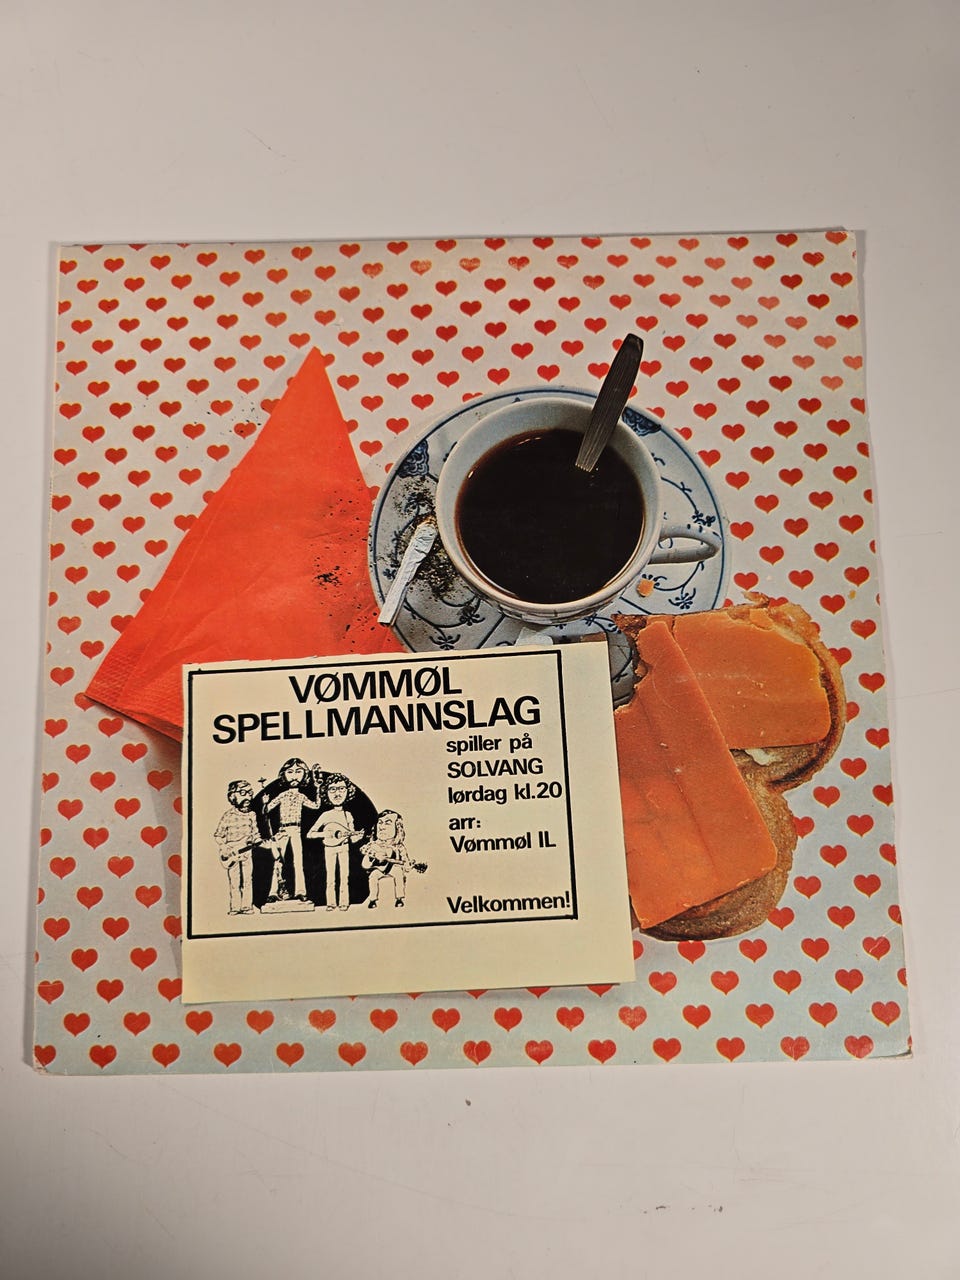 VØMMØL
SPELLMANNSLAG
spiller på
SOLVANG
lørdag kl.20
arr:
Vømmøl IL
Velkommen!